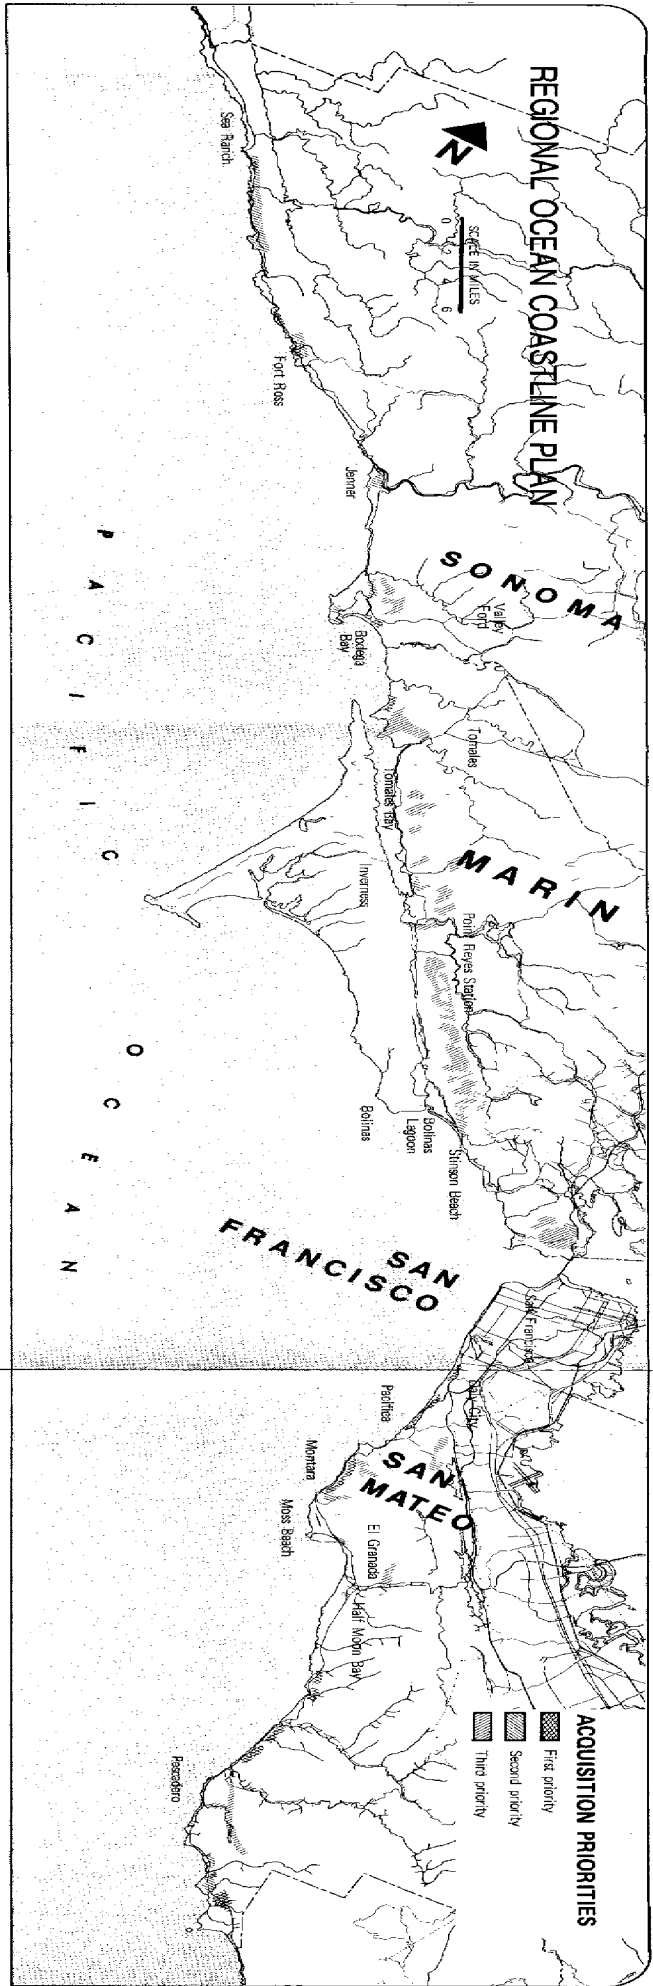 REGIONAL OCEAN COASTLINE PLAN
N
SCALE IN MILES
0 2 4 6
Sea Ranch
Fort Ross
Jenner
SONOMA
Valley
Ford
Bodega
Bay
Tomales
Tomales Bay
MARIN
Inverness
Point Reyes Station
Bolinas
Bolinas
Lagoon
Stinson Beach
PACIFIC OCEAN
SAN
FRANCISCO
San Francisco
Daly City
Pacifica
SAN
MATEO
Montara
Moss Beach
El Granada
Half Moon Bay
Pescadero
ACQUISITION PRIORITIES
First priority
Second priority
Third priority